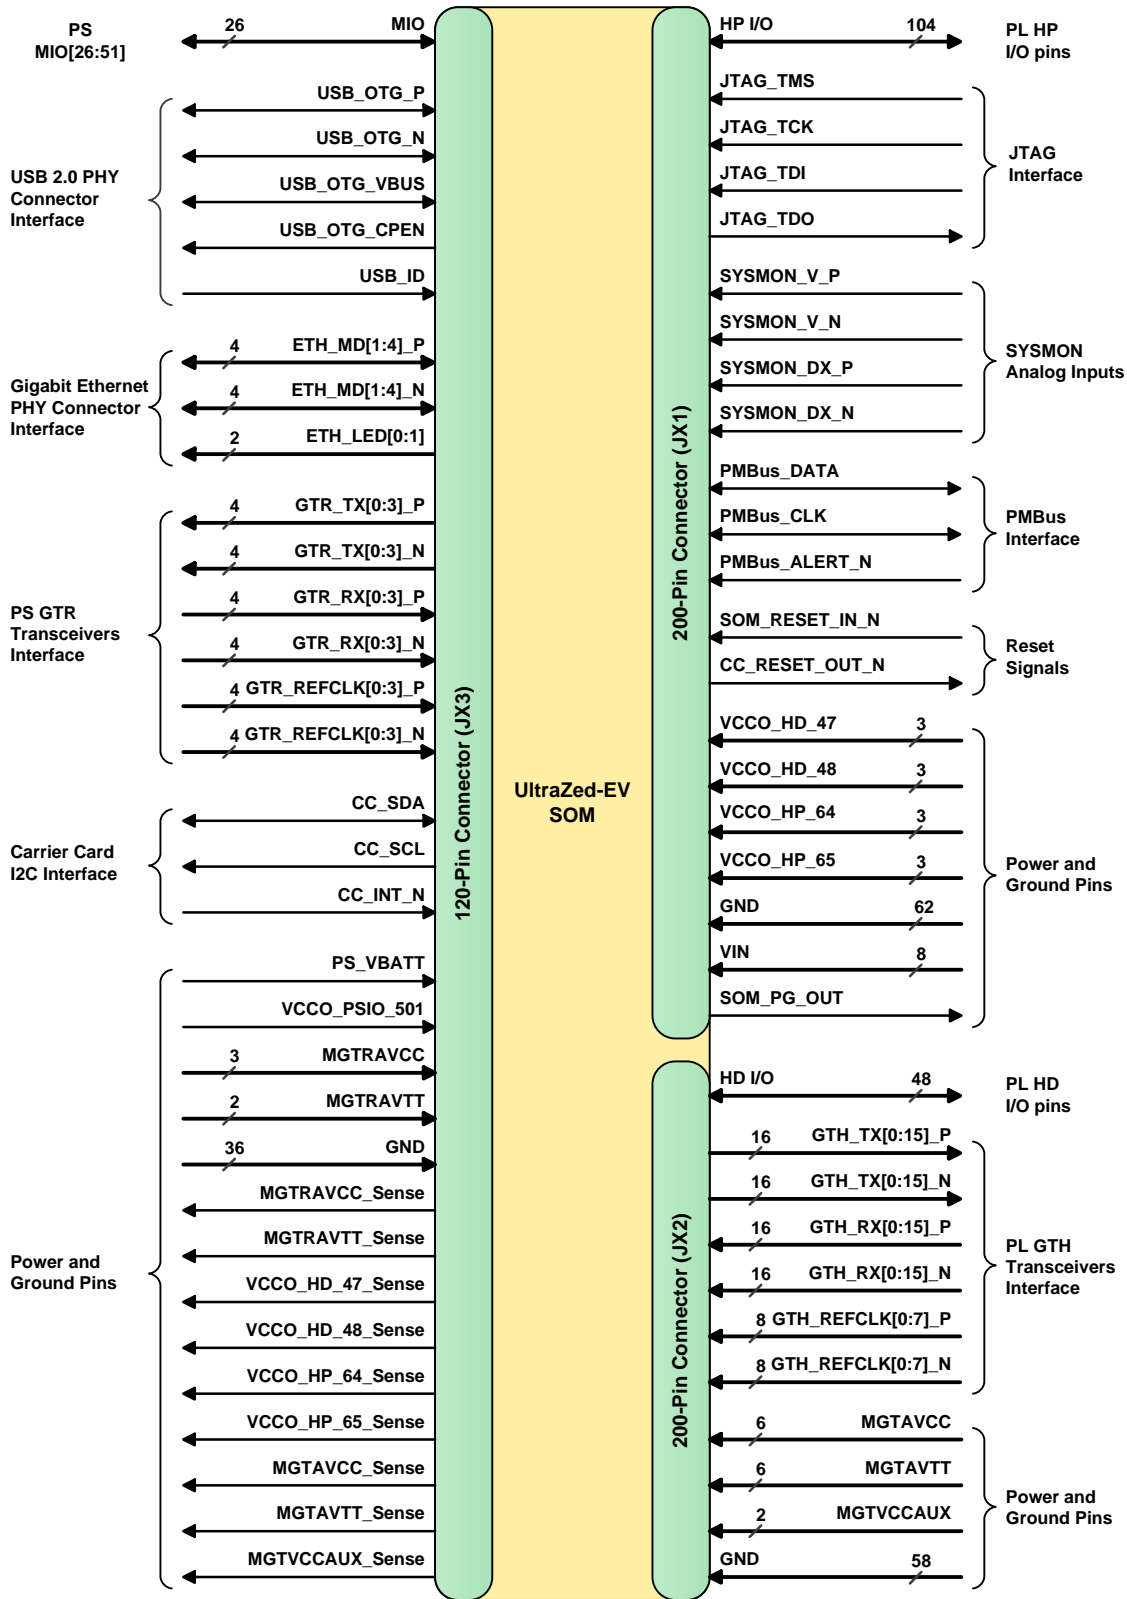 PS
MIO[26:51]
26
MIO
USB 2.0 PHY
Connector
Interface
USB_OTG_P
USB_OTG_N
USB_OTG_VBUS
USB_OTG_CPEN
USB_ID
Gigabit Ethernet
PHY Connector
Interface
4 ETH_MD[1:4]_P
4 ETH_MD[1:4]_N
2 ETH_LED[0:1]
PS GTR
Transceivers
Interface
4 GTR_TX[0:3]_P
4 GTR_TX[0:3]_N
4 GTR_RX[0:3]_P
4 GTR_RX[0:3]_N
4 GTR_REFCLK[0:3]_P
4 GTR_REFCLK[0:3]_N
Carrier Card
I2C Interface
CC_SDA
CC_SCL
CC_INT_N
Power and
Ground Pins
PS_VBATT
VCCO_PSIO_501
3 MGTRAVCC
2 MGTRAVTT
36 GND
MGTRAVCC_Sense
MGTRAVTT_Sense
VCCO_HD_47_Sense
VCCO_HD_48_Sense
VCCO_HP_64_Sense
VCCO_HP_65_Sense
MGTAVCC_Sense
MGTAVTT_Sense
MGTVCCAUX_Sense
120-Pin Connector (JX3)
UltraZed-EV
SOM
200-Pin Connector (JX1)
HP I/O 104
PL HP
I/O pins
JTAG_TMS
JTAG_TCK
JTAG_TDI
JTAG_TDO
JTAG
Interface
SYSMON_V_P
SYSMON_V_N
SYSMON_DX_P
SYSMON_DX_N
SYSMON
Analog Inputs
PMBus_DATA
PMBus_CLK
PMBus_ALERT_N
PMBus
Interface
SOM_RESET_IN_N
CC_RESET_OUT_N
Reset
Signals
VCCO_HD_47 3
VCCO_HD_48 3
VCCO_HP_64 3
VCCO_HP_65 3
GND 62
VIN 8
SOM_PG_OUT
Power and
Ground Pins
200-Pin Connector (JX2)
HD I/O 48
PL HD
I/O pins
16 GTH_TX[0:15]_P
16 GTH_TX[0:15]_N
16 GTH_RX[0:15]_P
16 GTH_RX[0:15]_N
8 GTH_REFCLK[0:7]_P
8 GTH_REFCLK[0:7]_N
PL GTH
Transceivers
Interface
6 MGTAVCC
6 MGTAVTT
2 MGTVCCAUX
GND 58
Power and
Ground Pins